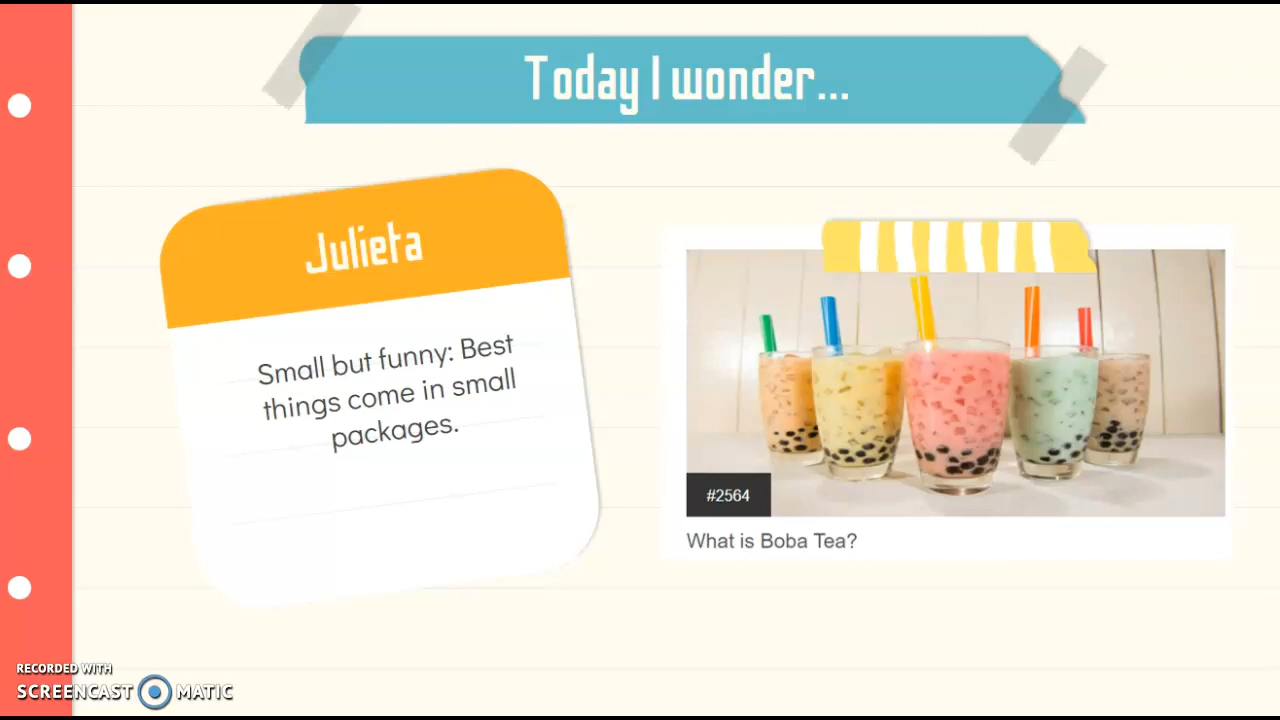 Today I wonder...
Julieta
Small but funny: Best
things come in small
packages.
#2564
What is Boba Tea?
RECORDED WITH
SCREENCAST MATIC